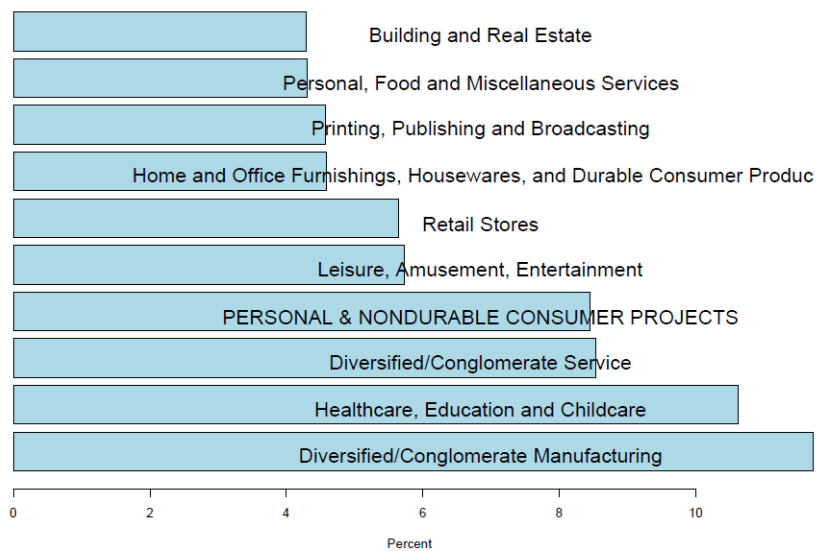 Building and Real Estate
Personal, Food and Miscellaneous Services
Printing, Publishing and Broadcasting
Home and Office Furnishings, Housewares, and Durable Consumer Produc
Retail Stores
Leisure, Amusement, Entertainment
PERSONAL & NONDURABLE CONSUMER PROJECTS
Diversified/Conglomerate Service
Healthcare, Education and Childcare
Diversified/Conglomerate Manufacturing
0 2 4 6 8 10
Percent